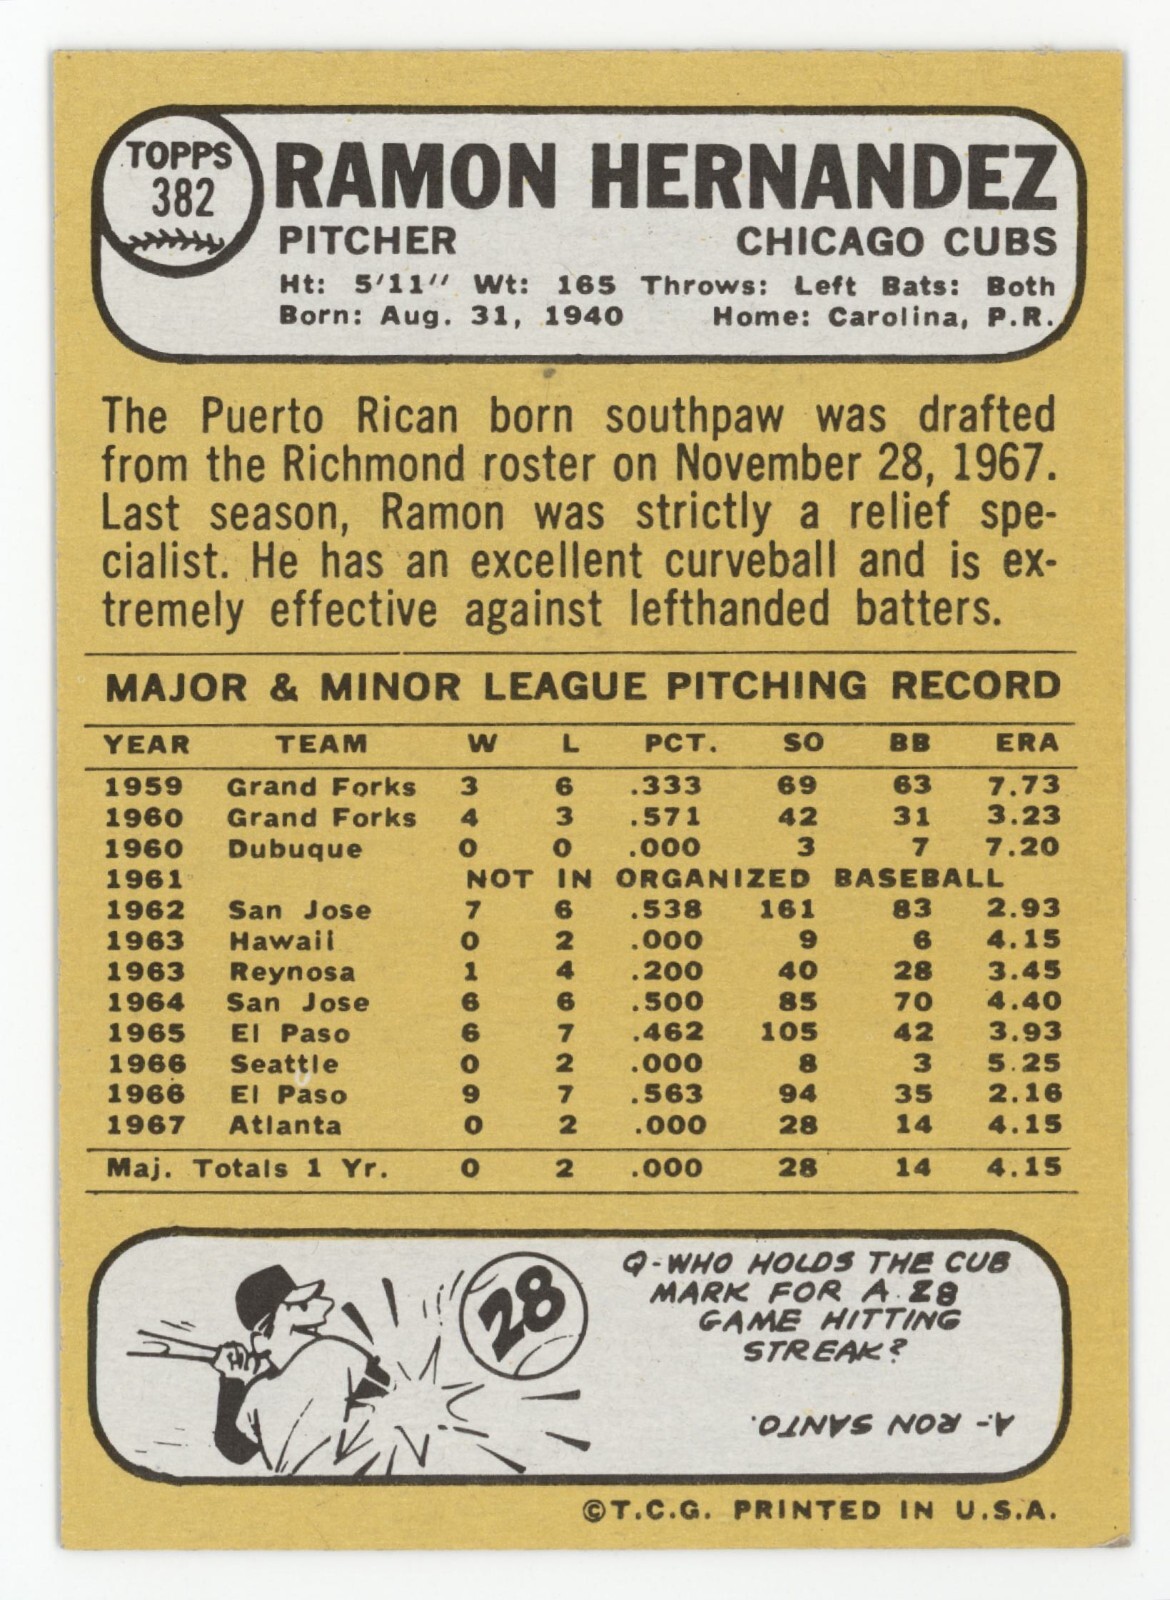 TOPPS
382
RAMON HERNANDEZ
PITCHER CHICAGO CUBS
Ht: 5'11" Wt: 165 Throws: Left Bats: Both
Born: Aug. 31, 1940 Home: Carolina, P.R.
The Puerto Rican born southpaw was drafted
from the Richmond roster on November 28, 1967.
Last season, Ramon was strictly a relief spe-
cialist. He has an excellent curveball and is ex-
tremely effective against lefthanded batters.
MAJOR & MINOR LEAGUE PITCHING RECORD
YEAR TEAM W L PCT. SO BB ERA
1959 Grand Forks 3 6 .333 69 63 7.73
1960 Grand Forks 4 3 .571 42 31 3.23
1960 Dubuque 0 0 .000 3 7 7.20
1961 NOT IN ORGANIZED BASEBALL
1962 San Jose 7 6 .538 161 83 2.93
1963 Hawaii 0 2 .000 9 6 4.15
1963 Reynosa 1 4 .200 40 28 3.45
1964 San Jose 6 6 .500 85 70 4.40
1965 El Paso 6 7 .462 105 42 3.93
1966 Seattle 0 2 .000 8 3 5.25
1966 El Paso 9 7 .563 94 35 2.16
1967 Atlanta 0 2 .000 28 14 4.15
Maj. Totals 1 Yr. 0 2 .000 28 14 4.15
28
Q-WHO HOLDS THE CUB
MARK FOR A 28
GAME HITTING
STREAK?
A-RON SANTO.
©T.C.G. PRINTED IN U.S.A.